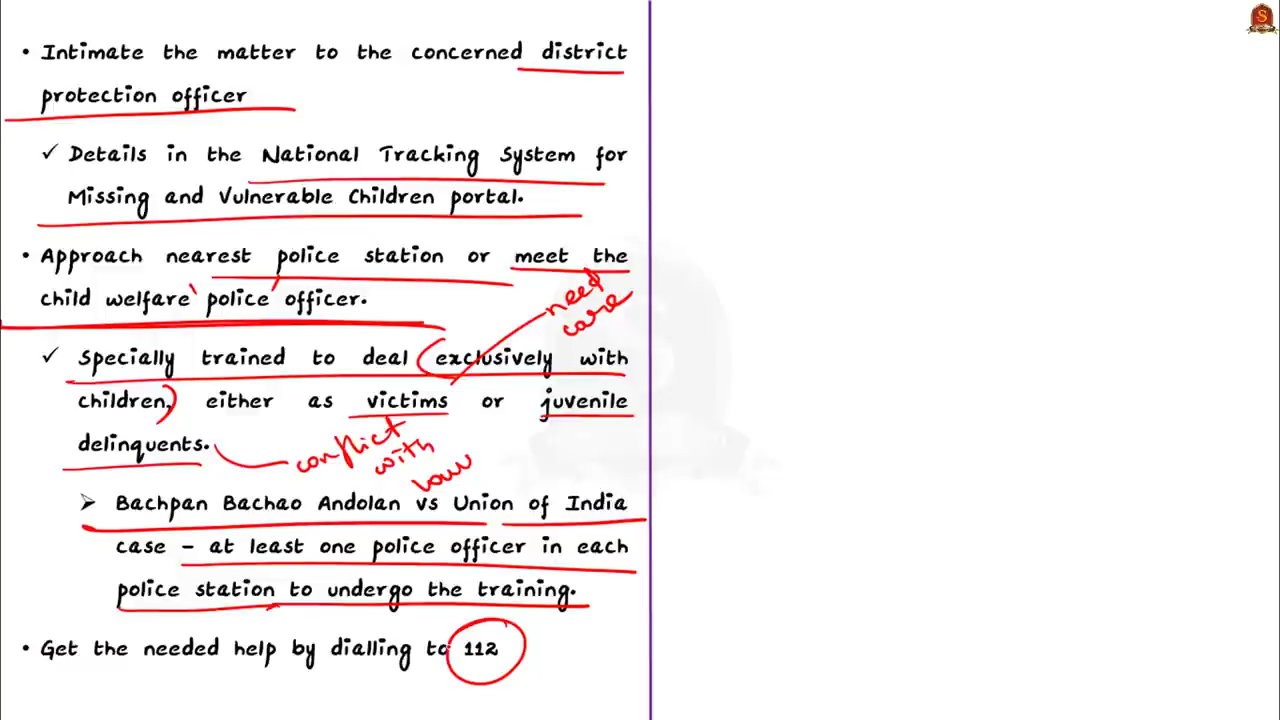 • Intimate the matter to the concerned district
protection officer
✓ Details in the National Tracking System for
Missing and Vulnerable Children portal.
• Approach nearest police station or meet the
child welfare police officer.
need
care
✓ Specially trained to deal exclusively with
children, either as victims or juvenile
delinquents.
conflict
with
law
➢ Bachpan Bachao Andolan vs Union of India
case - at least one police officer in each
police station to undergo the training.
• Get the needed help by dialling to 112
S